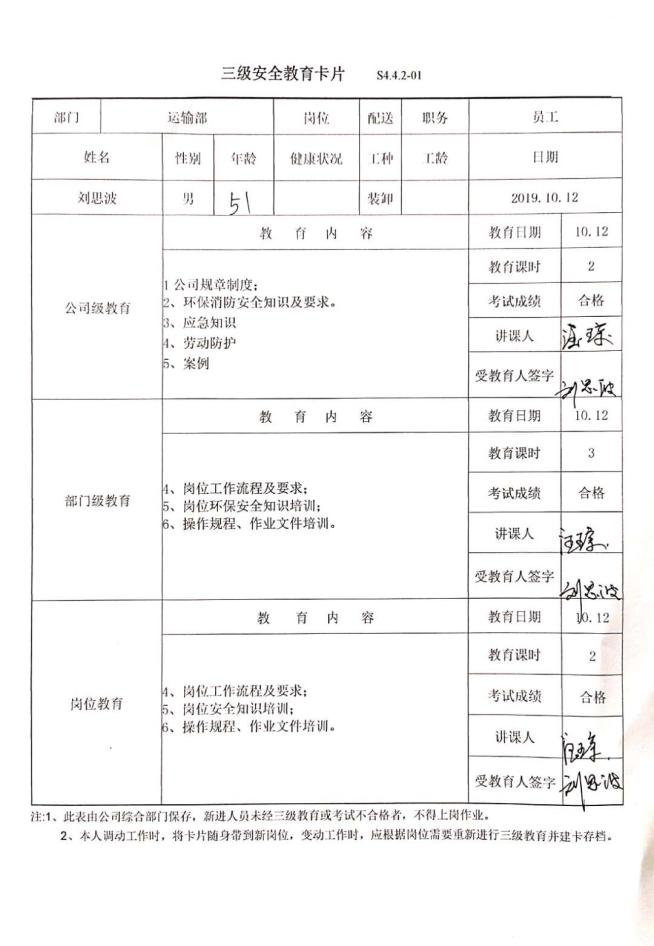 三级安全教育卡片 S4.4.2-01
部门 运输部 岗位 配送 职务 员工
姓名 性别 年龄 健康状况 工种 工龄 日期
刘思波 男 51 装卸 2019.10.12
公司级教育
教 育 内 容
1 公司规章制度;
2、环保消防安全知识及要求。
3、应急知识
4、劳动防护
5、案例
教育日期 10.12
教育课时 2
考试成绩 合格
讲课人
受教育人签字 刘思波
部门级教育
教 育 内 容
4、岗位工作流程及要求;
5、岗位环保安全知识培训;
6、操作规程、作业文件培训。
教育日期 10.12
教育课时 3
考试成绩 合格
讲课人
受教育人签字 刘思波
岗位教育
教 育 内 容
4、岗位工作流程及要求;
5、岗位安全知识培训;
6、操作规程、作业文件培训。
教育日期 10.12
教育课时 2
考试成绩 合格
讲课人
受教育人签字 刘思波
注:1、此表由公司综合部门保存,新进人员未经三级教育或考试不合格者,不得上岗作业。
2、本人调动工作时,将卡片随身带到新岗位,变动工作时,应根据岗位需要重新进行三级教育并建卡存档。